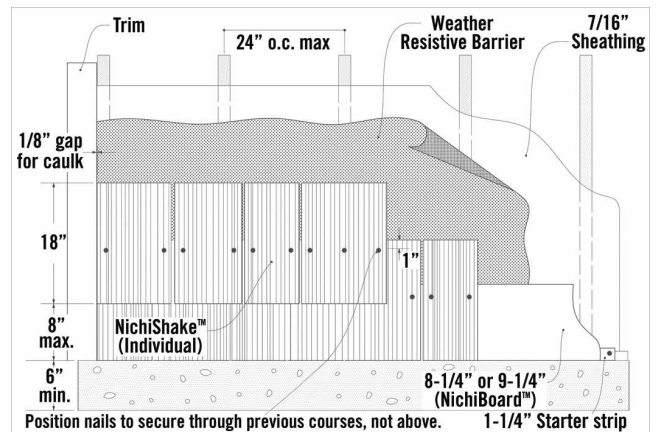 Trim
24” o.c. max
Weather
Resistive Barrier
7/16”
Sheathing
1/8” gap
for caulk
18”
1”
8”
max.
NichiShake™
(Individual)
6”
min.
8-1/4” or 9-1/4”
(NichiBoard™)
Position nails to secure through previous courses, not above.
1-1/4” Starter strip